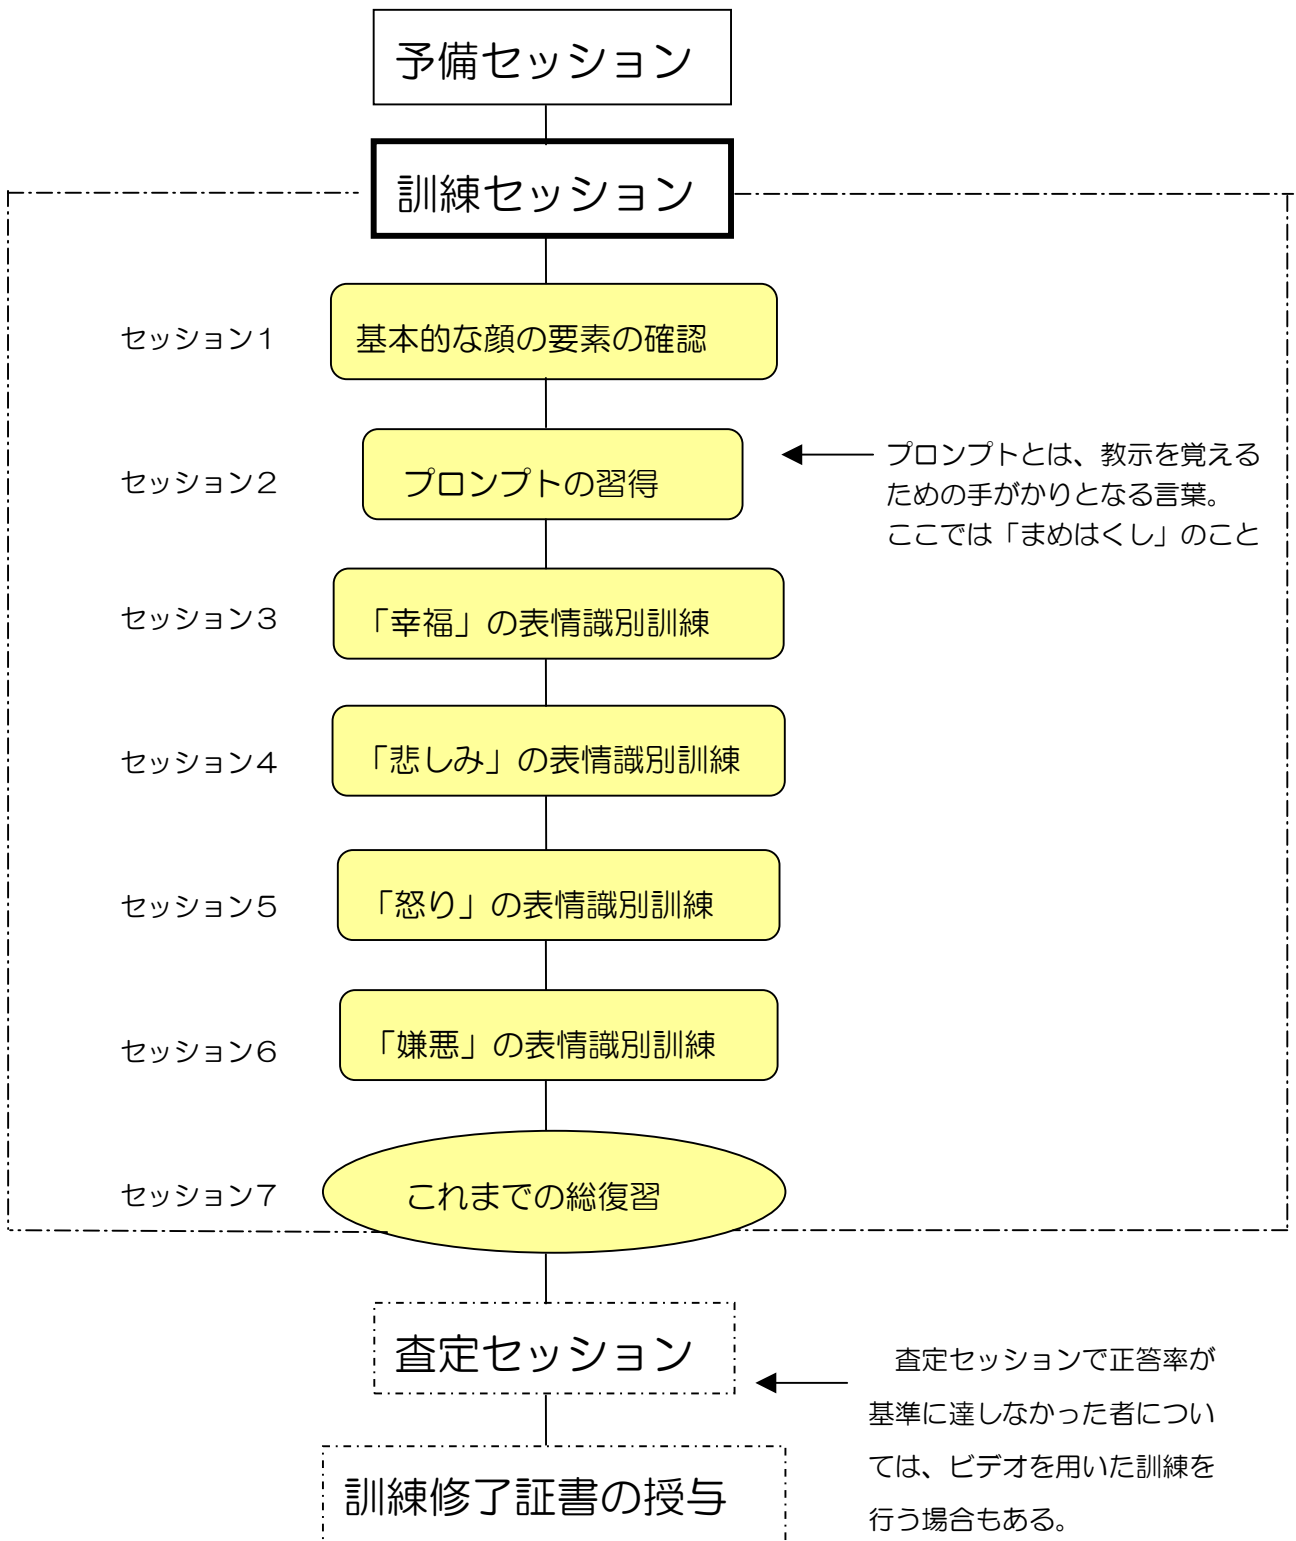 予備セッション
訓練セッション
セッション1
基本的な顔の要素の確認
セッション2
プロンプトの習得
プロンプトとは、教示を覚える
ための手がかりとなる言葉。
ここでは「まめはくし」のこと
セッション3
「幸福」の表情識別訓練
セッション4
「悲しみ」の表情識別訓練
セッション5
「怒り」の表情識別訓練
セッション6
「嫌悪」の表情識別訓練
セッション7
これまでの総復習
査定セッション
査定セッションで正答率が
基準に達しなかった者につい
ては、ビデオを用いた訓練を
行う場合もある。
訓練修了証書の授与